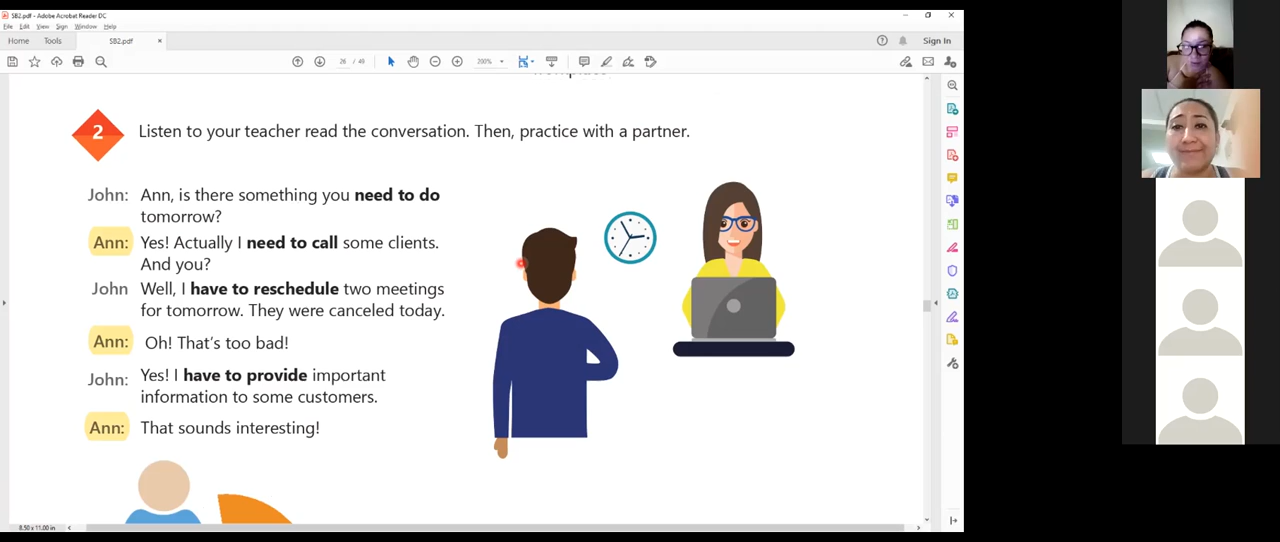 SB2.pdf - Adobe Acrobat Reader DC
File Edit View Sign Window Help
Home Tools SB2.pdf × Sign In
26 / 49 200%
2 Listen to your teacher read the conversation. Then, practice with a partner.
John: Ann, is there something you need to do
tomorrow?
Ann: Yes! Actually I need to call some clients.
And you?
John Well, I have to reschedule two meetings
for tomorrow. They were canceled today.
Ann: Oh! That's too bad!
John: Yes! I have to provide important
information to some customers.
Ann: That sounds interesting!
8.50 x 11.00 in